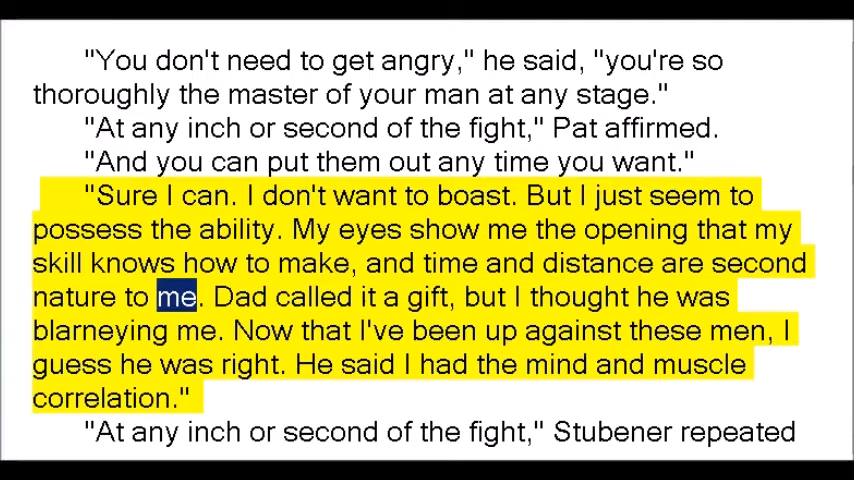 "You don't need to get angry," he said, "you're so
thoroughly the master of your man at any stage."
"At any inch or second of the fight," Pat affirmed.
"And you can put them out any time you want."
"Sure I can. I don't want to boast. But I just seem to
possess the ability. My eyes show me the opening that my
skill knows how to make, and time and distance are second
nature to me. Dad called it a gift, but I thought he was
blarneying me. Now that I've been up against these men, I
guess he was right. He said I had the mind and muscle
correlation."
"At any inch or second of the fight," Stubener repeated